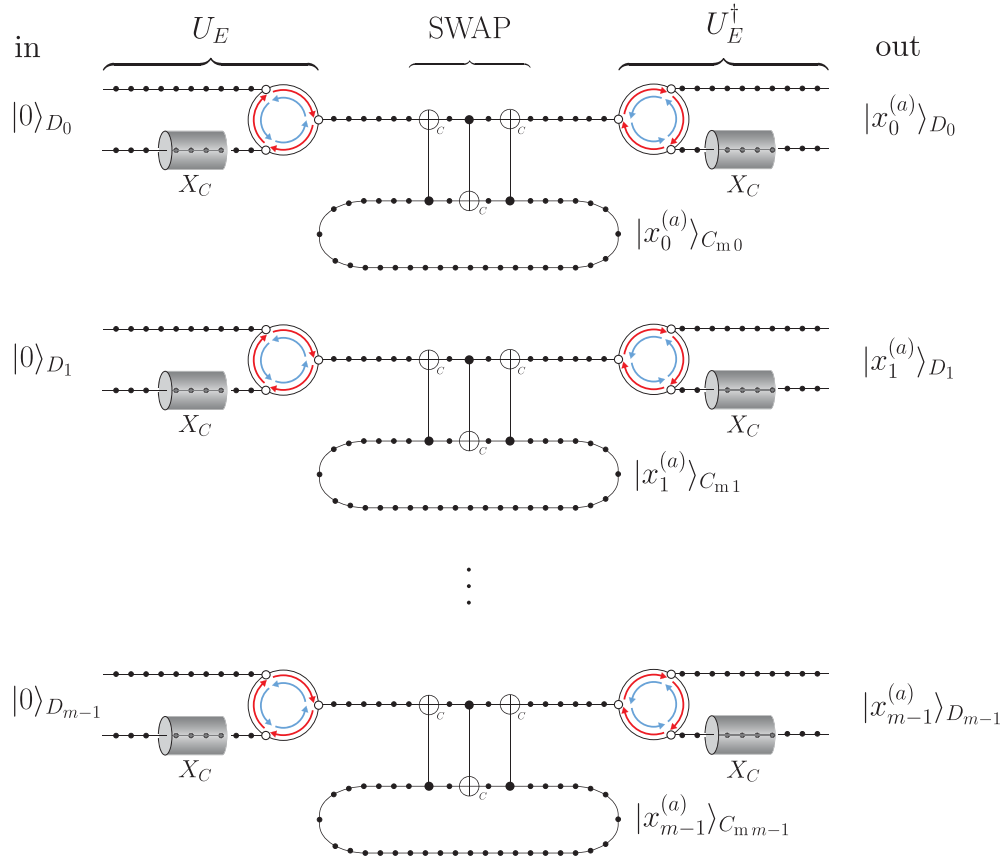 in U_E SWAP U_E^† out
|0⟩_{D_0} |x_0^{(a)}⟩_{D_0}
X_C X_C
C C
C
|x_0^{(a)}⟩_{C_{m 0}}
|0⟩_{D_1} |x_1^{(a)}⟩_{D_1}
X_C X_C
C C
C
|x_1^{(a)}⟩_{C_{m 1}}
⋮
|0⟩_{D_{m−1}} |x_{m−1}^{(a)}⟩_{D_{m−1}}
X_C X_C
C C
C
|x_{m−1}^{(a)}⟩_{C_{m m−1}}